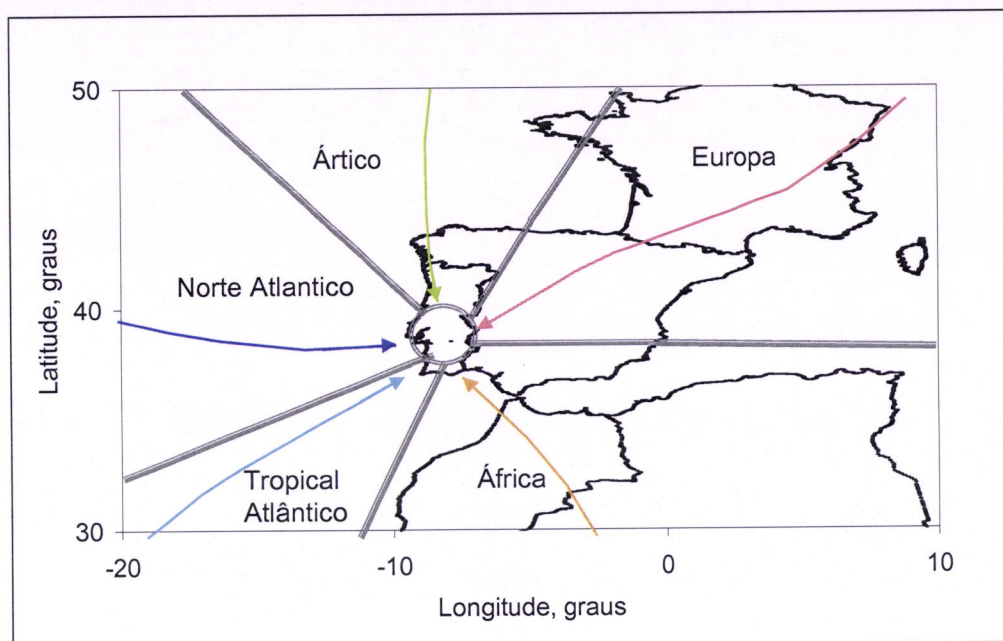 50
Ártico
Europa
Norte Atlantico
40
Latitude, graus
Tropical
Atlântico
África
30
-20
-10
0
10
Longitude, graus